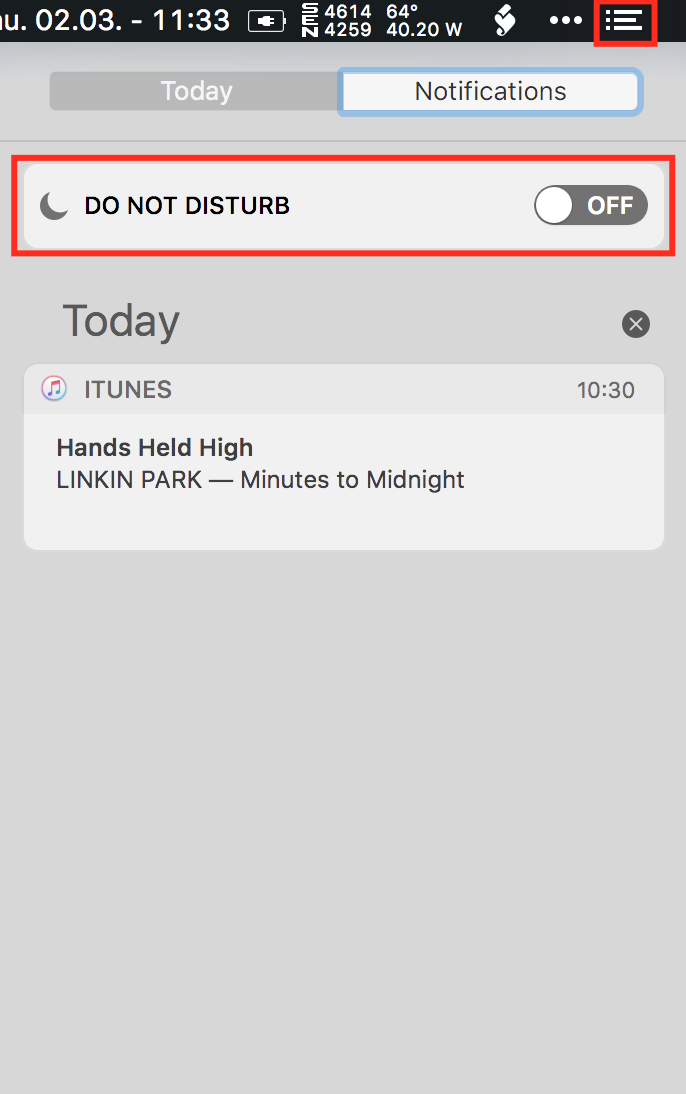 u. 02.03. - 11:33 SEN 4614 64°
4259 40.20 W
Today Notifications
DO NOT DISTURB OFF
Today
ITUNES 10:30
Hands Held High
LINKIN PARK — Minutes to Midnight